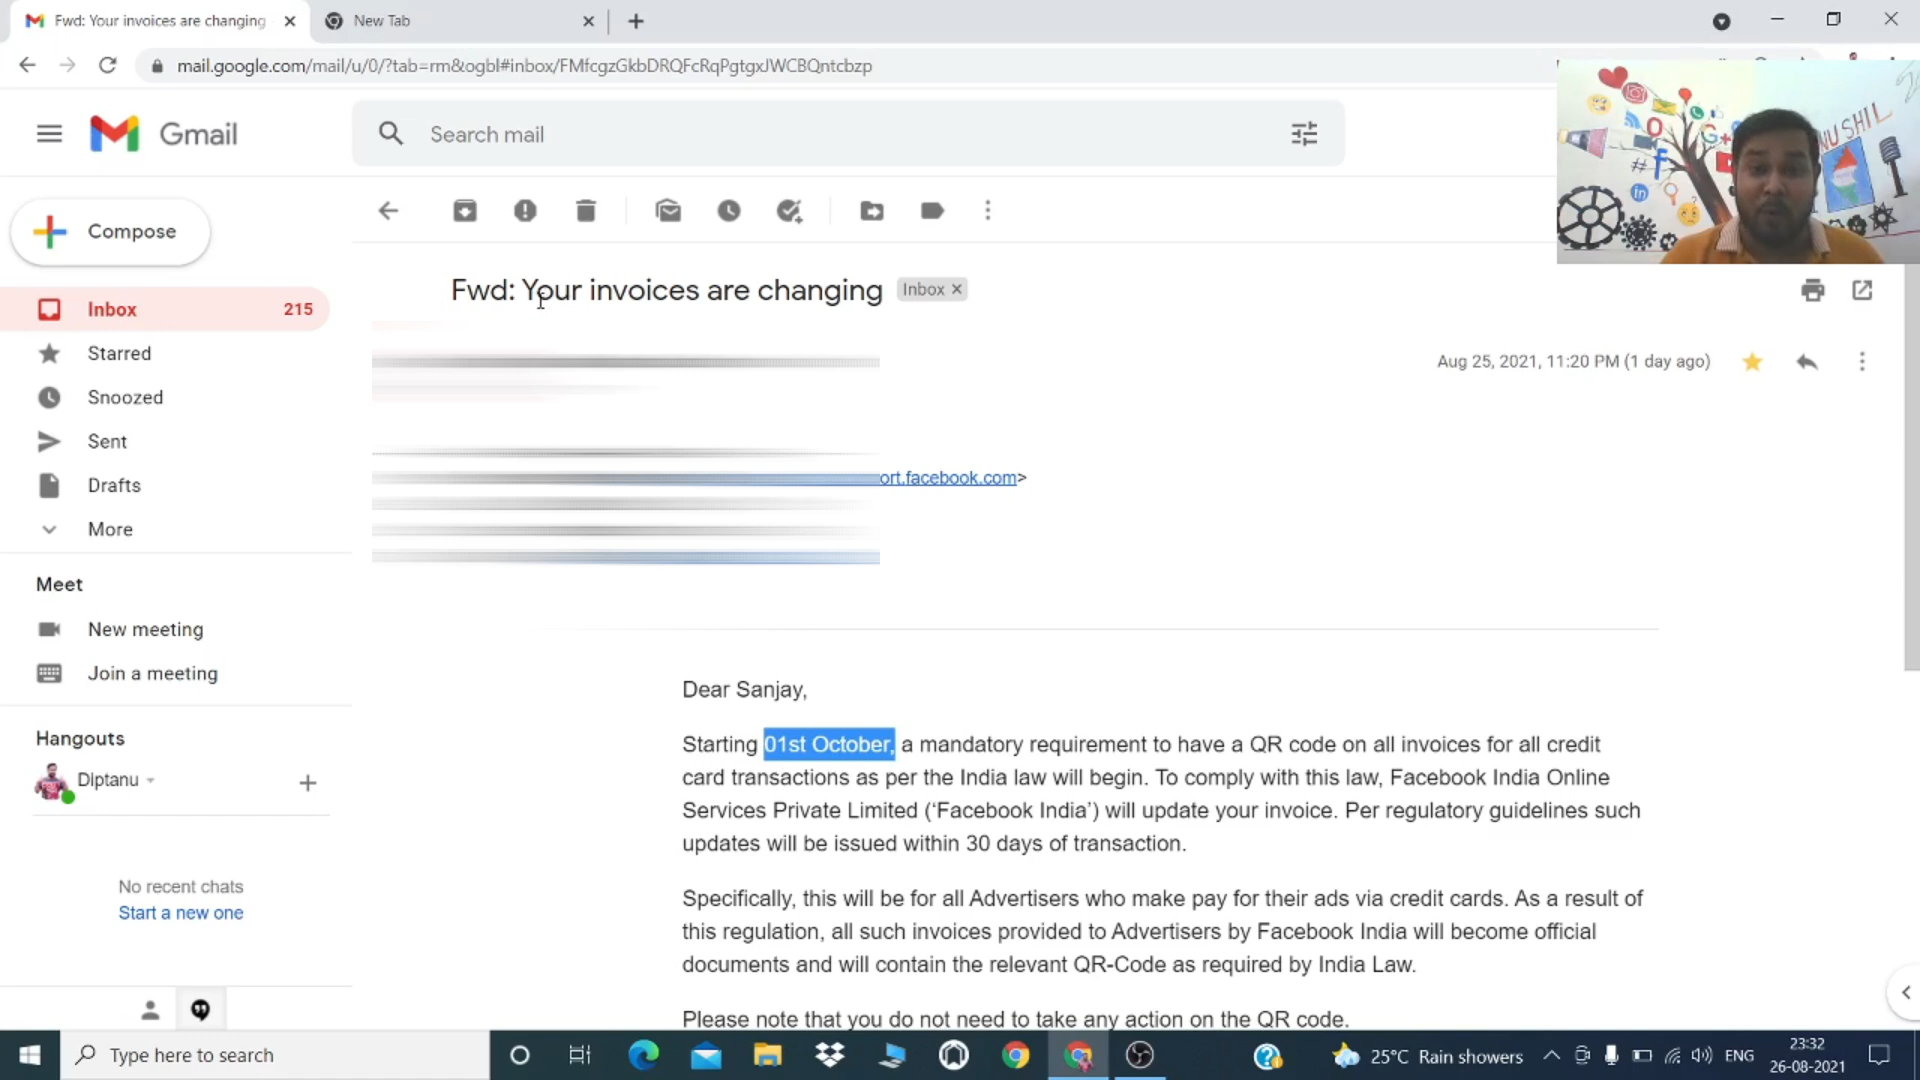 Fwd: Your invoices are changing
New Tab
mail.google.com/mail/u/0/?tab=rm&ogbl#inbox/FMfcgzGkbDRQFcRqPgtgxJWCBQntcbzp
Gmail
Search mail
NUSHIL
Compose
Fwd: Your invoices are changing
Inbox
Inbox 215
Starred
Aug 25, 2021, 11:20 PM (1 day ago)
Snoozed
Sent
ort.facebook.com>
Drafts
More
Meet
New meeting
Join a meeting
Dear Sanjay,
Starting 01st October, a mandatory requirement to have a QR code on all invoices for all credit
card transactions as per the India law will begin. To comply with this law, Facebook India Online
Services Private Limited (‘Facebook India’) will update your invoice. Per regulatory guidelines such
updates will be issued within 30 days of transaction.
Hangouts
Diptanu
No recent chats
Start a new one
Specifically, this will be for all Advertisers who make pay for their ads via credit cards. As a result of
this regulation, all such invoices provided to Advertisers by Facebook India will become official
documents and will contain the relevant QR-Code as required by India Law.
Please note that you do not need to take any action on the QR code.
Type here to search
25°C Rain showers
ENG
23:32
26-08-2021